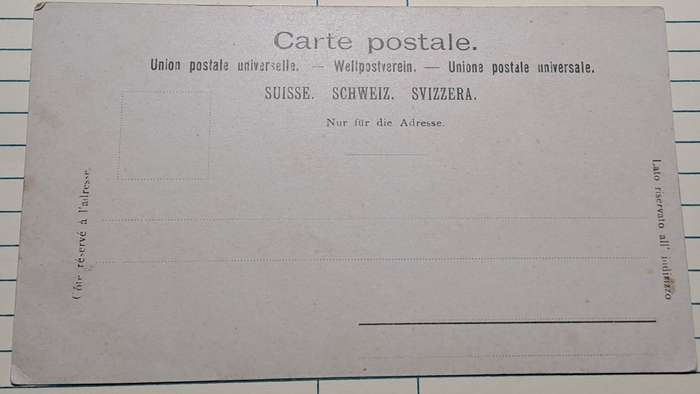 Carte postale.
Union postale universelle. — Weltpostverein. — Unione postale universale.
SUISSE. SCHWEIZ. SVIZZERA.
Nur für die Adresse.
Côté réservé à l'adresse.
Lato riservato all' indirizzo